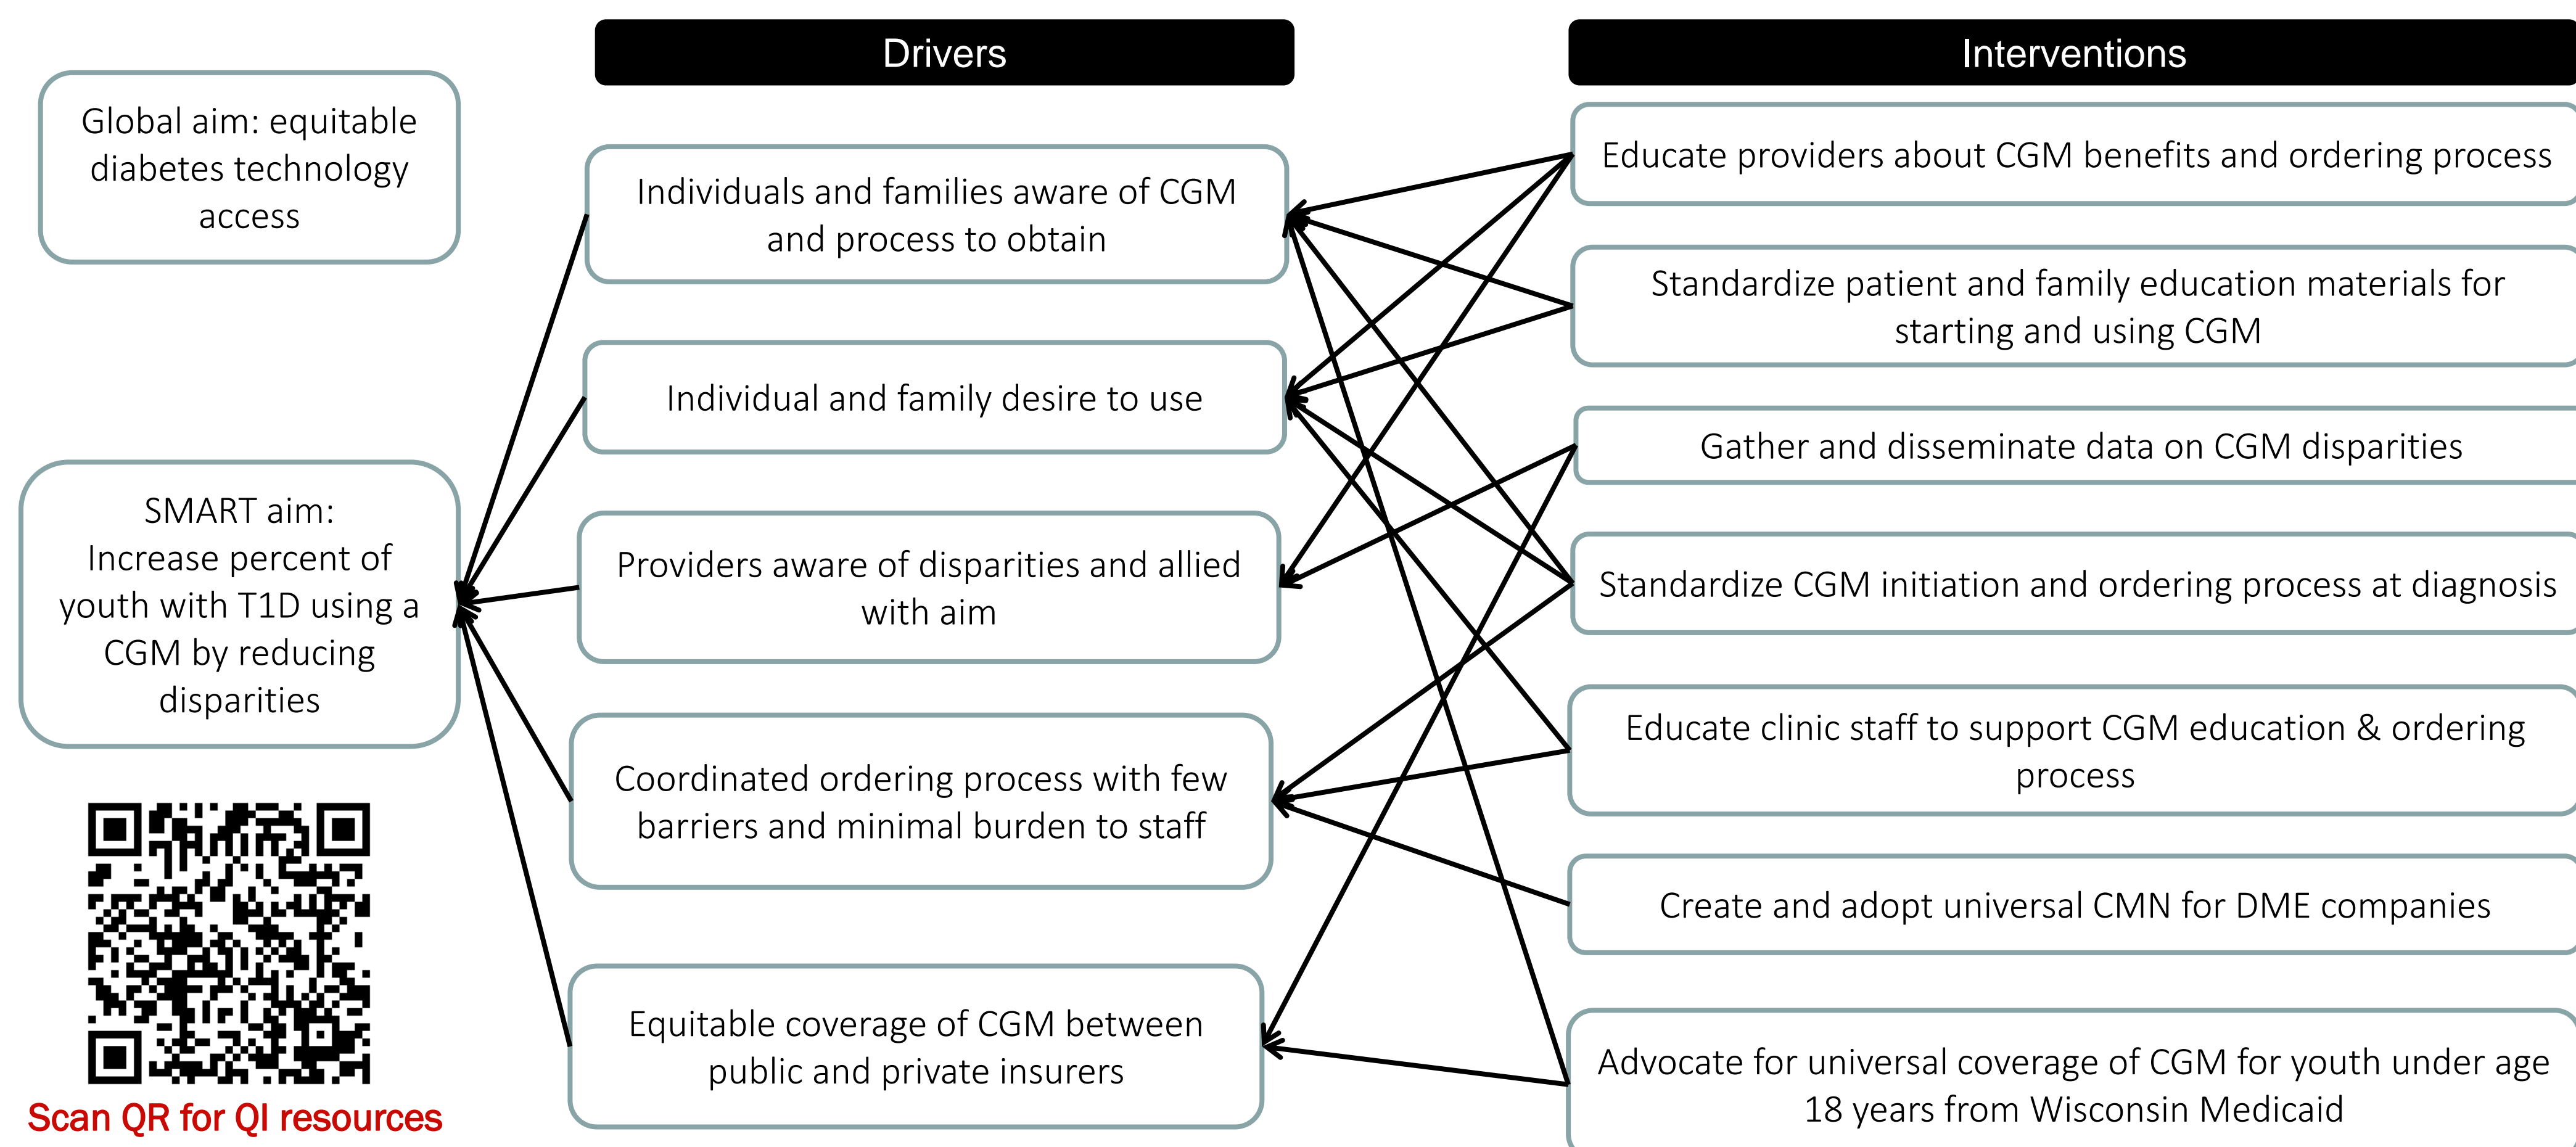 Drivers
Interventions
Global aim: equitable
diabetes technology
access
SMART aim:
Increase percent of
youth with T1D using a
CGM by reducing
disparities
Scan QR for QI resources
Individuals and families aware of CGM
and process to obtain
Individual and family desire to use
Providers aware of disparities and allied
with aim
Coordinated ordering process with few
barriers and minimal burden to staff
Equitable coverage of CGM between
public and private insurers
Educate providers about CGM benefits and ordering process
Standardize patient and family education materials for
starting and using CGM
Gather and disseminate data on CGM disparities
Standardize CGM initiation and ordering process at diagnosis
Educate clinic staff to support CGM education & ordering
process
Create and adopt universal CMN for DME companies
Advocate for universal coverage of CGM for youth under age
18 years from Wisconsin Medicaid